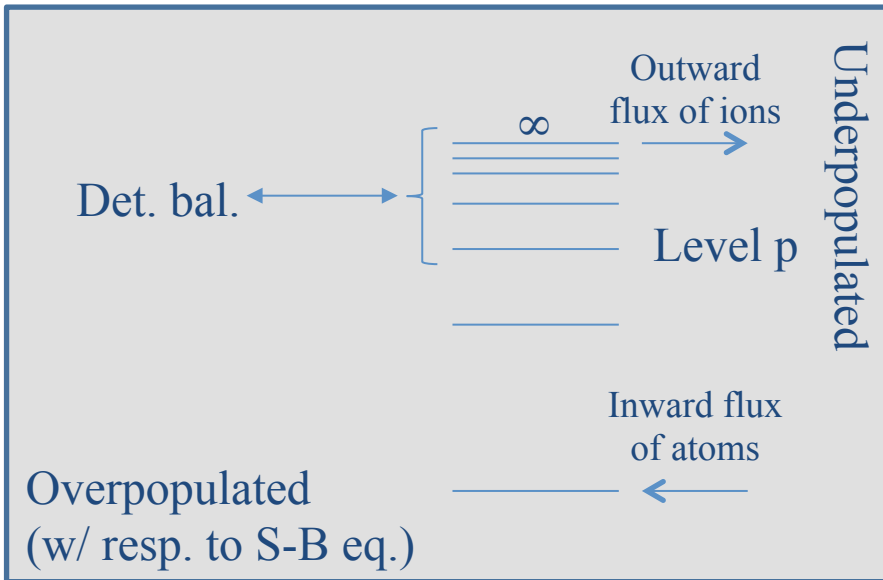 Outward
flux of ions
∞
Underpopulated
Det. bal.
Level p
Inward flux
of atoms
Overpopulated
(w/ resp. to S-B eq.)